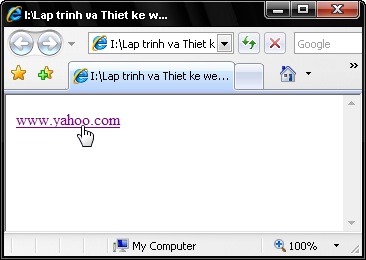 I:\Lap trinh va Thiet ke w...
I:\Lap trinh va Thiet k
Google
I:\Lap trinh va Thiet ke we...
www.yahoo.com
My Computer
100%